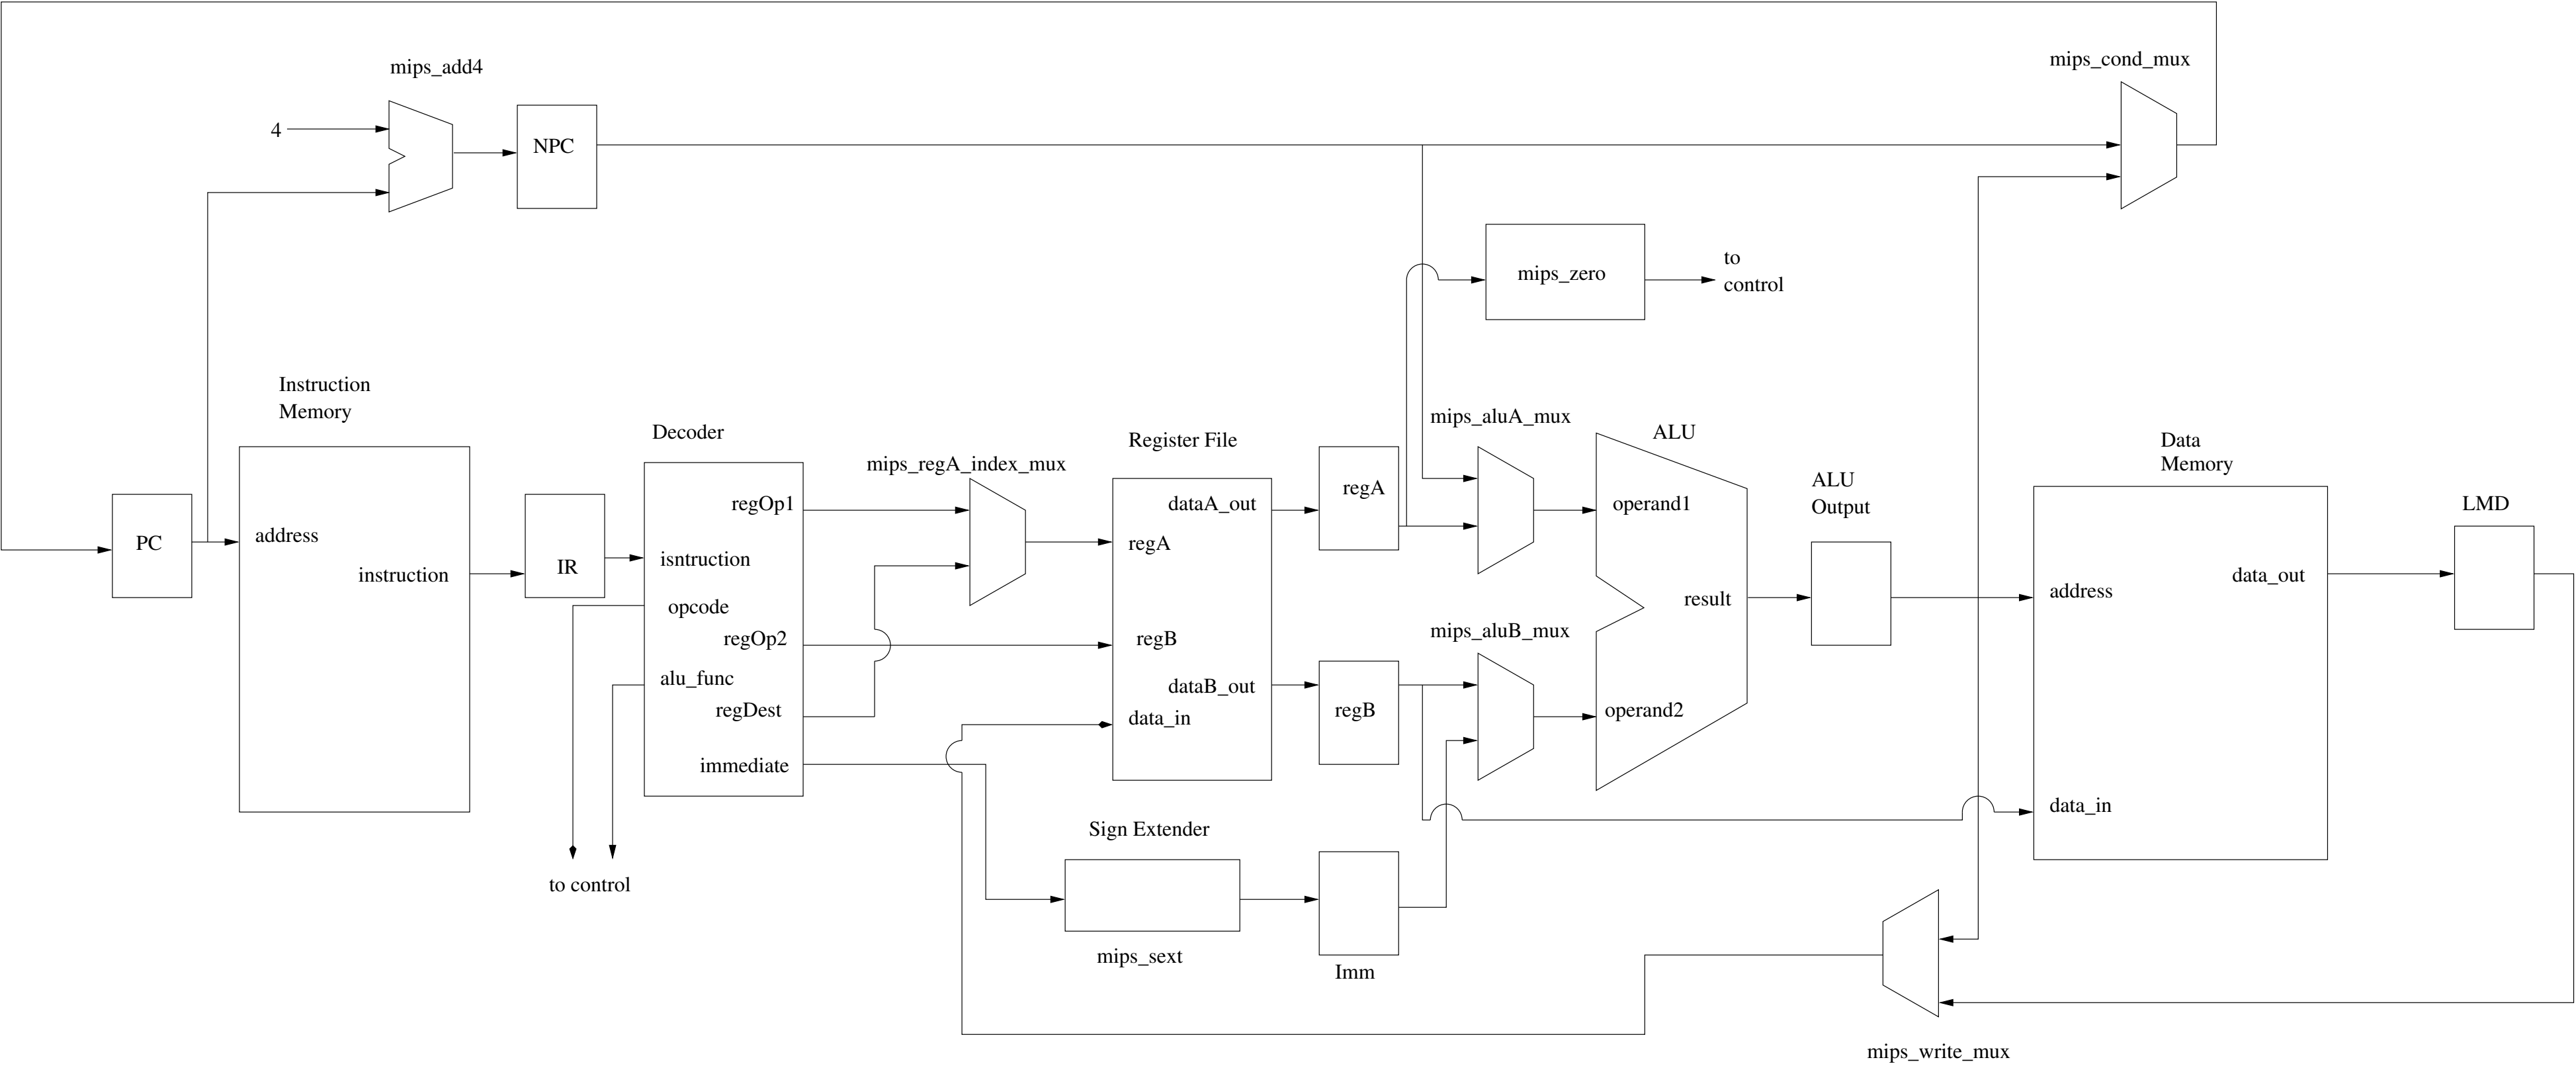 mips_cond_mux
mips_add4
4
NPC
to
control
mips_zero
Instruction
Memory
mips_aluA_mux
Decoder
ALU
Register File
Data
Memory
mips_regA_index_mux
ALU
Output
regA
LMD
regOp1
dataA_out
operand1
address
PC
regA
isntruction
IR
instruction
data_out
address
opcode
result
regOp2
regB
mips_aluB_mux
alu_func
dataB_out
regDest
data_in
regB
operand2
immediate
data_in
Sign Extender
to control
mips_sext
Imm
mips_write_mux